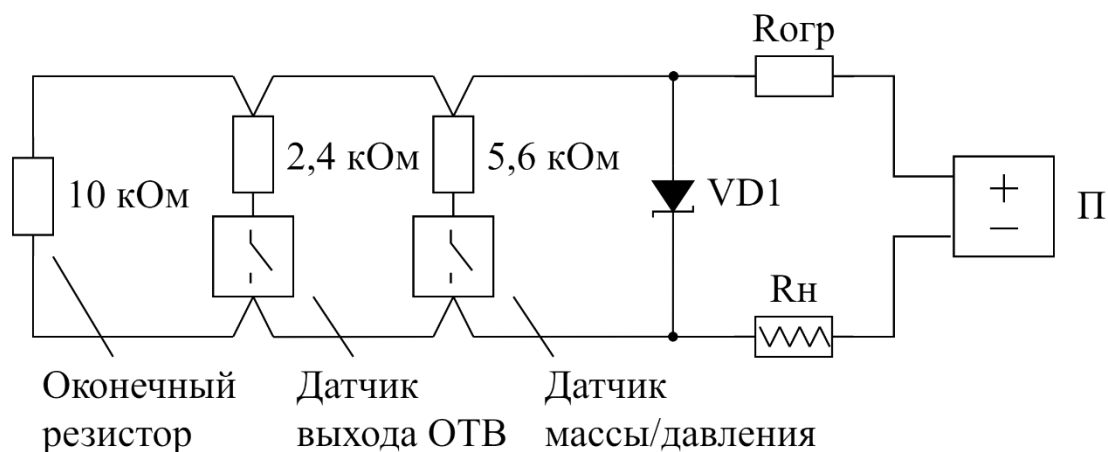 Rогр
2,4 кОм
5,6 кОм
10 кОм
VD1
+
−
П
Rн
Оконечный
резистор
Датчик
выхода ОТВ
Датчик
массы/давления